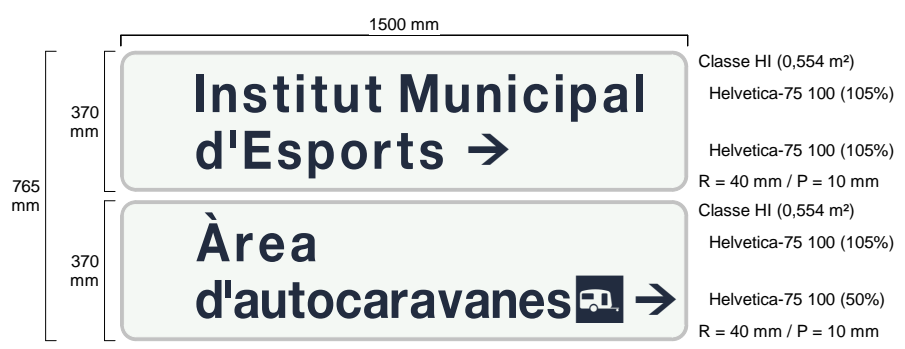 1500 mm
765
mm
370
mm
Institut Municipal
d'Esports →
Classe HI (0,554 m²)
Helvetica-75 100 (105%)
Helvetica-75 100 (105%)
R = 40 mm / P = 10 mm
370
mm
Àrea
d'autocaravanes →
Classe HI (0,554 m²)
Helvetica-75 100 (105%)
Helvetica-75 100 (50%)
R = 40 mm / P = 10 mm